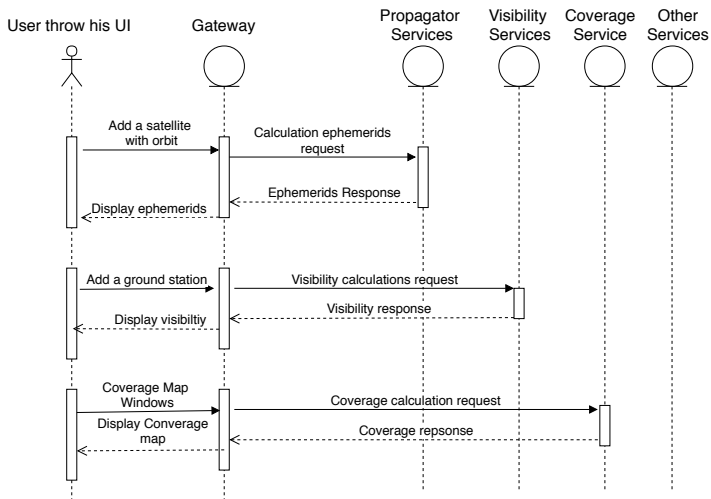 User throw his UI
Gateway
Propagator
Services
Visibility
Services
Coverage
Service
Other
Services
Add a satellite
with orbit
Calculation ephemerids
request
Ephemerids Response
Display ephemerids
Add a ground station
Visibility calculations request
Visibility response
Display visibiltiy
Coverage Map
Windows
Coverage calculation request
Display Converage
map
Coverage repsonse